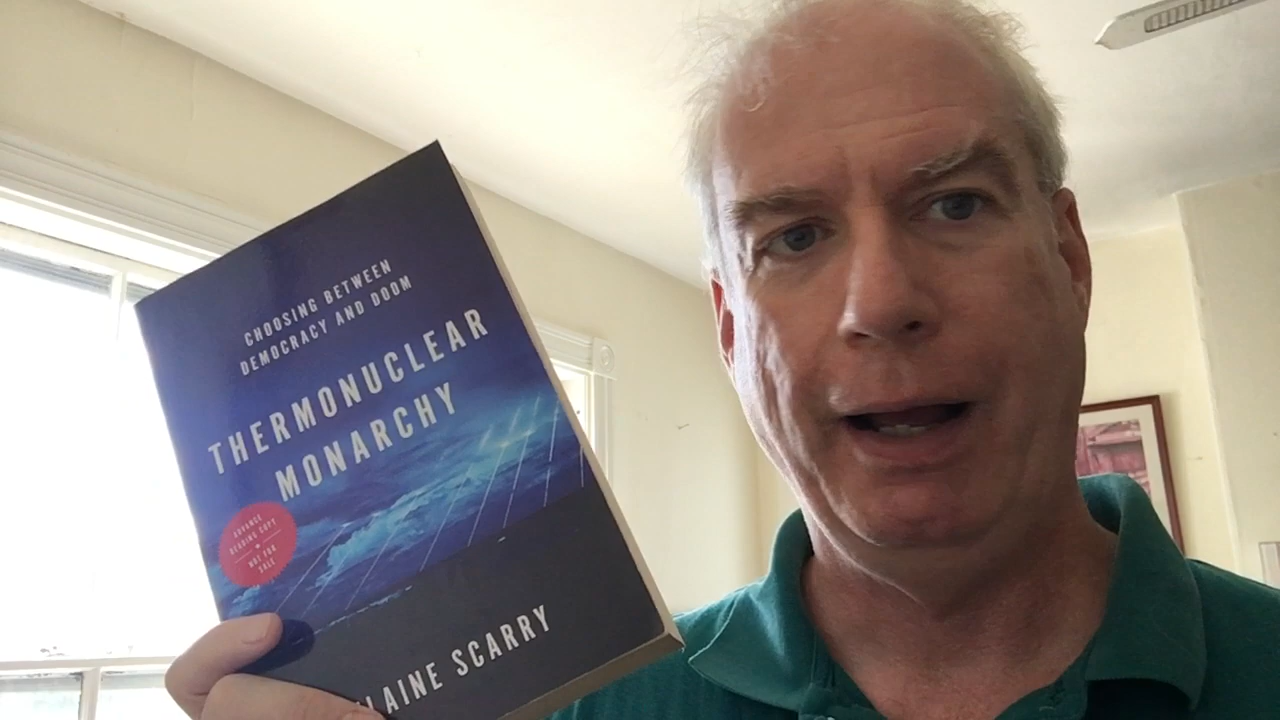 CHOOSING BETWEEN
DEMOCRACY AND DOOM
THERMONUCLEAR
MONARCHY
ADVANCE
READING COPY
NOT FOR
SALE
LAINE SCARRY